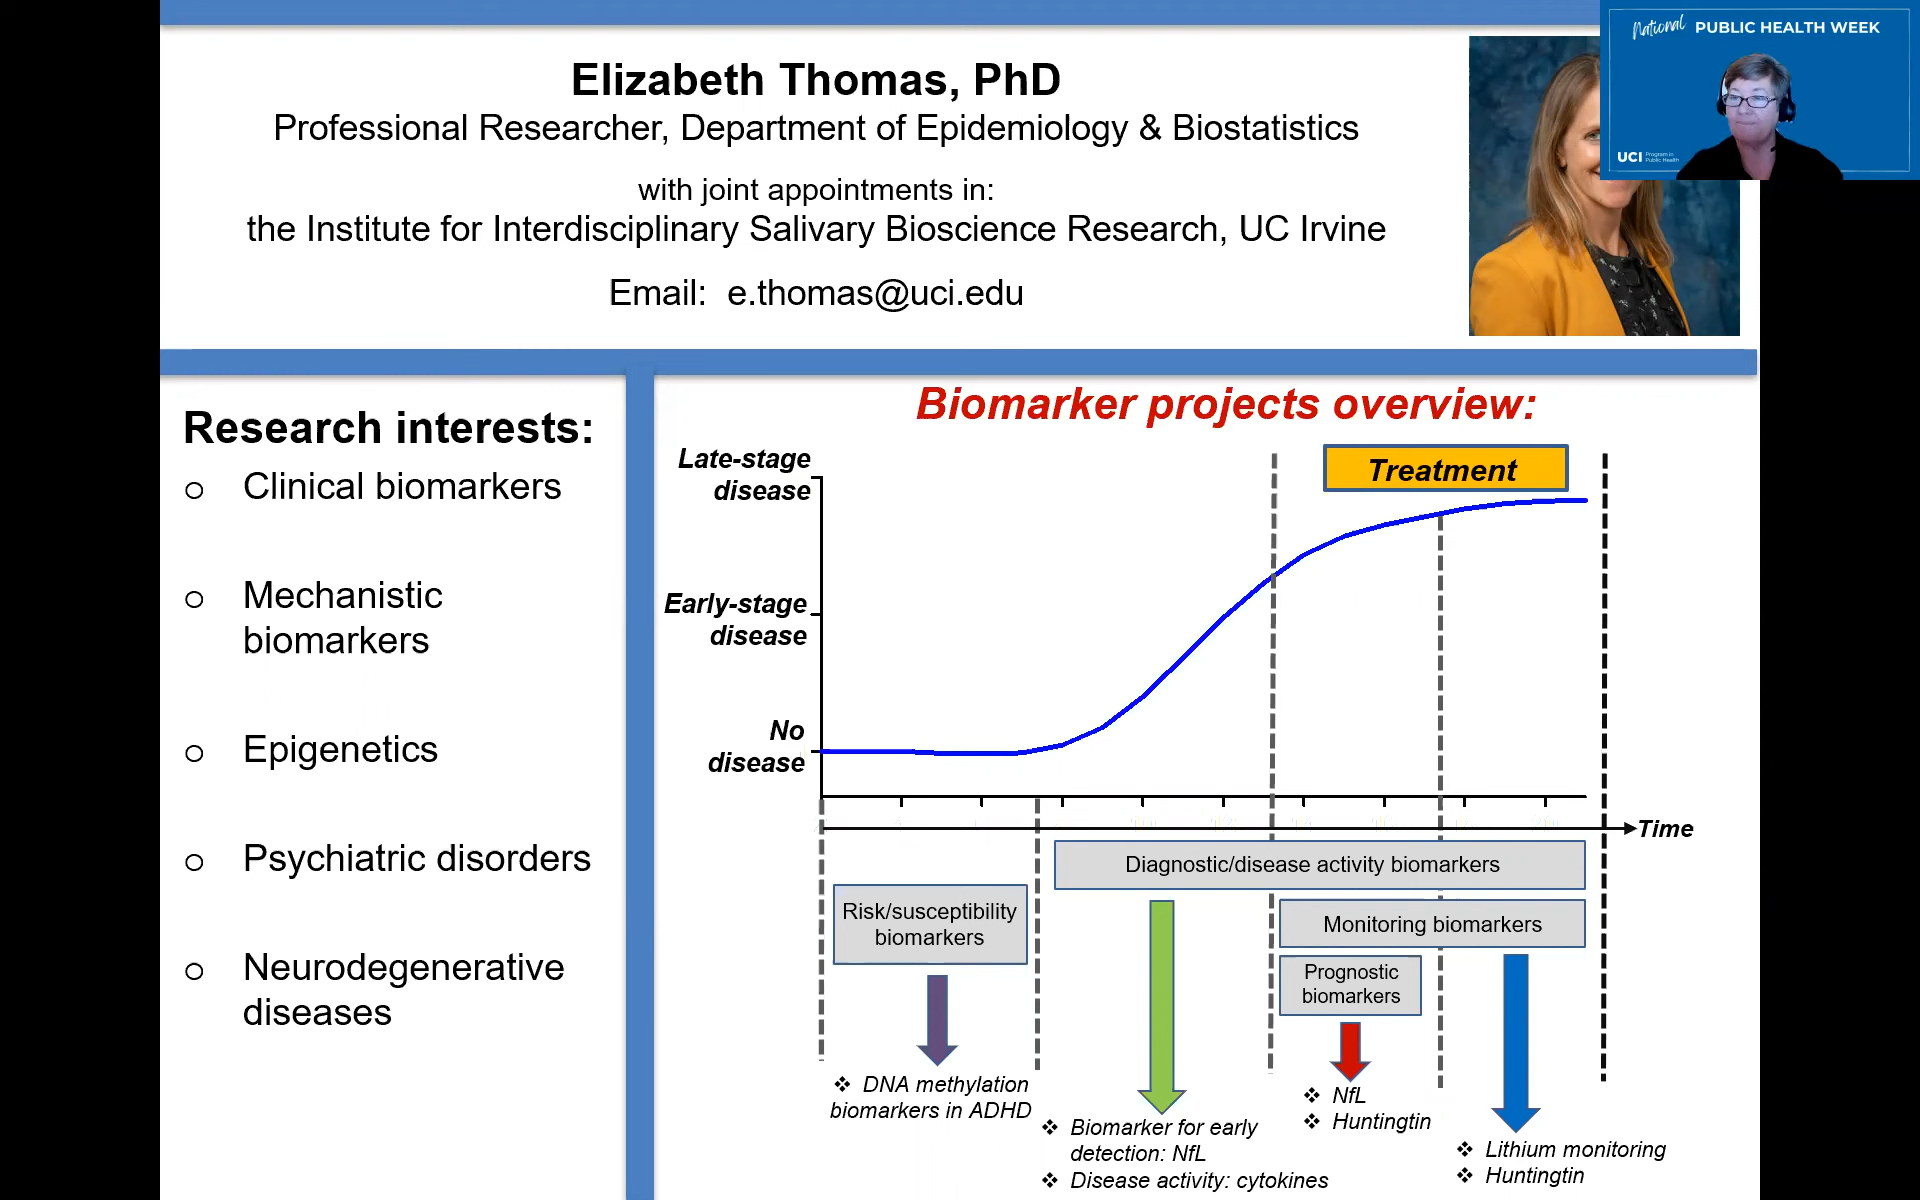 National PUBLIC HEALTH WEEK
UCI Program in
Public Health
Elizabeth Thomas, PhD
Professional Researcher, Department of Epidemiology & Biostatistics
with joint appointments in:
the Institute for Interdisciplinary Salivary Bioscience Research, UC Irvine
Email: e.thomas@uci.edu
Research interests:
o Clinical biomarkers
o Mechanistic
biomarkers
o Epigenetics
o Psychiatric disorders
o Neurodegenerative
diseases
Biomarker projects overview:
Late-stage
disease
Early-stage
disease
No
disease
Treatment
Time
Diagnostic/disease activity biomarkers
Risk/susceptibility
biomarkers
Monitoring biomarkers
Prognostic
biomarkers
❖ DNA methylation
biomarkers in ADHD
❖ Biomarker for early
detection: NfL
❖ Disease activity: cytokines
❖ NfL
❖ Huntingtin
❖ Lithium monitoring
❖ Huntingtin